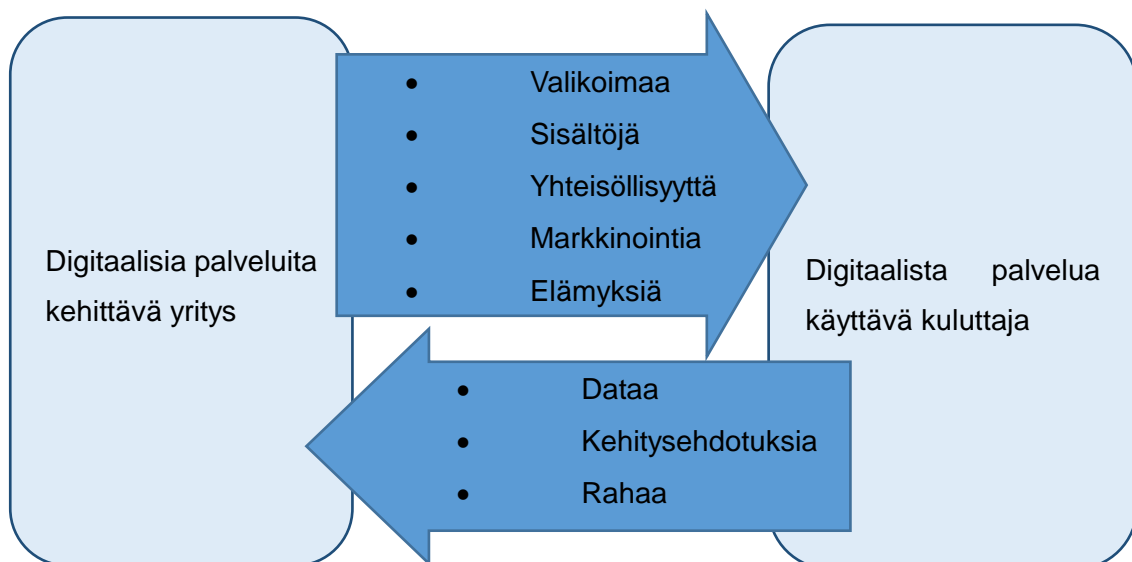 Digitaalisia palveluita
kehittävä yritys
• Valikoimaa
• Sisältöjä
• Yhteisöllisyyttä
• Markkinointia
• Elämyksiä
Digitaalista palvelua
käyttävä kuluttaja
• Dataa
• Kehitysehdotuksia
• Rahaa